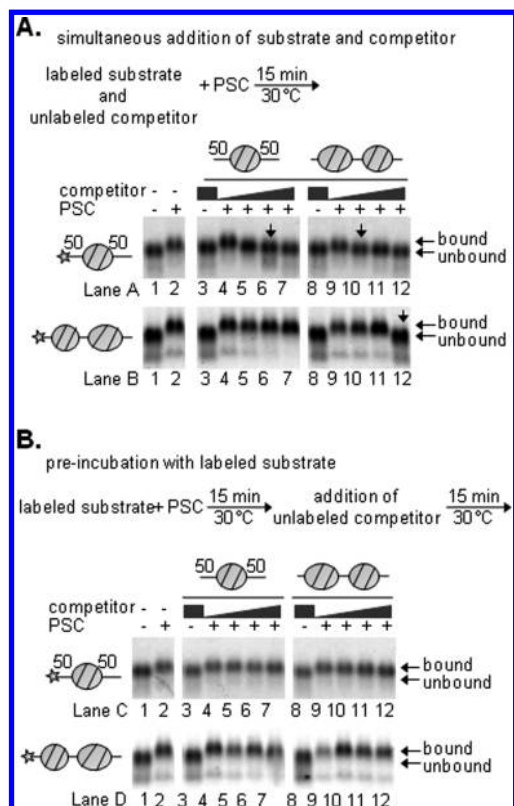 A.
simultaneous addition of substrate and competitor
labeled substrate
and
unlabeled competitor
+ PSC 15 min
30°C
50 50
competitor - -
PSC - + + + + + + + + +
50 50
bound
unbound
Lane A 1 2 3 4 5 6 7 8 9 10 11 12
bound
unbound
Lane B 1 2 3 4 5 6 7 8 9 10 11 12
B.
pre-incubation with labeled substrate
labeled substrate+ PSC 15 min
30°C
addition of
unlabeled competitor
15 min
30°C
50 50
competitor - -
PSC - + - + + + + - + + + +
50 50
bound
unbound
Lane C 1 2 3 4 5 6 7 8 9 10 11 12
bound
unbound
Lane D 1 2 3 4 5 6 7 8 9 10 11 12